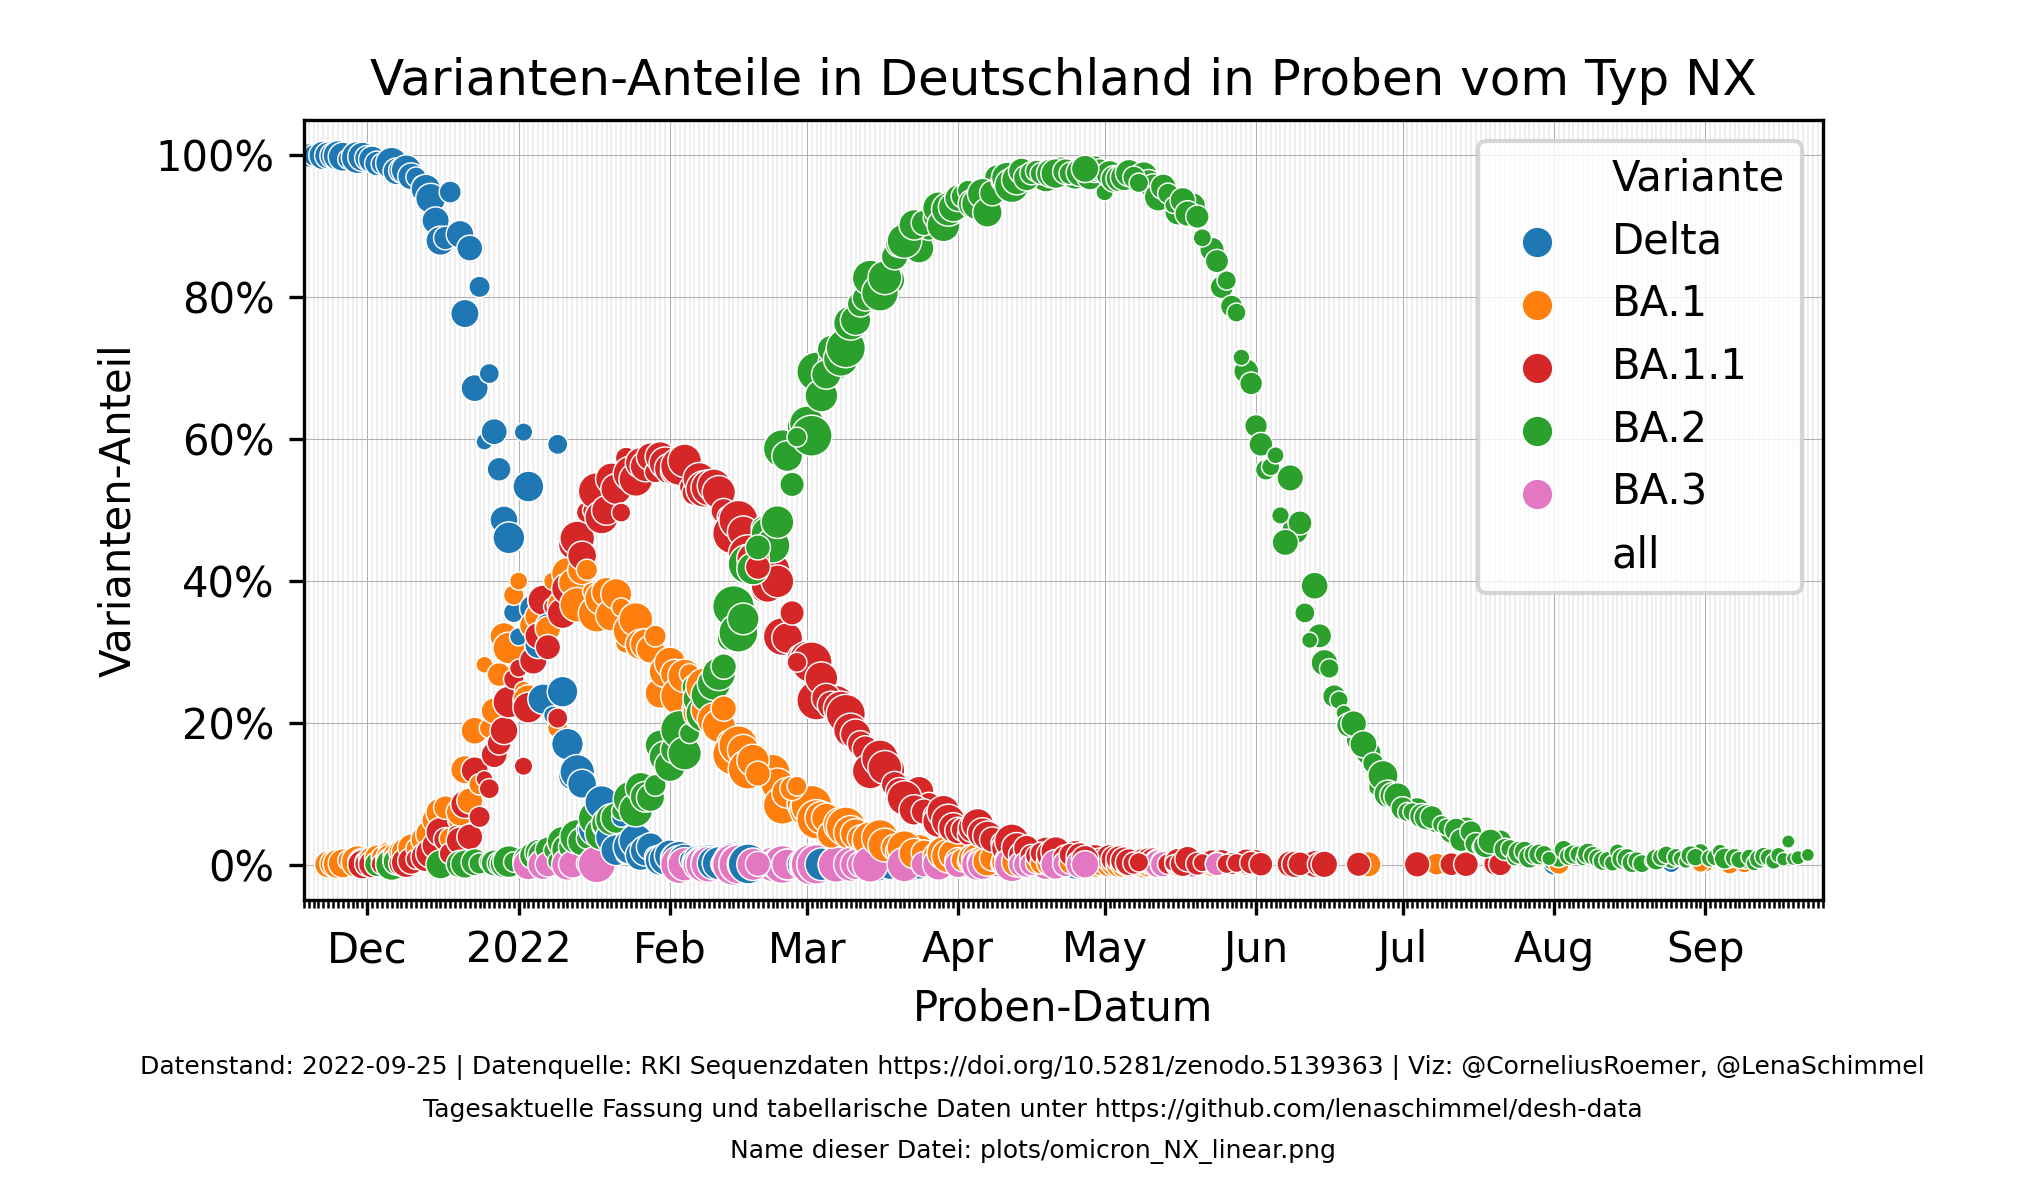 Varianten-Anteile in Deutschland in Proben vom Typ NX
Varianten-Anteil
100%
80%
60%
40%
20%
0%
Variante
Delta
BA.1
BA.1.1
BA.2
BA.3
all
Dec 2022 Feb Mar Apr May Jun Jul Aug Sep
Proben-Datum
Datenstand: 2022-09-25 | Datenquelle: RKI Sequenzdaten https://doi.org/10.5281/zenodo.5139363 | Viz: @CorneliusRoemer, @LenaSchimmel
Tagesaktuelle Fassung und tabellarische Daten unter https://github.com/lenaschimmel/desh-data
Name dieser Datei: plots/omicron_NX_linear.png